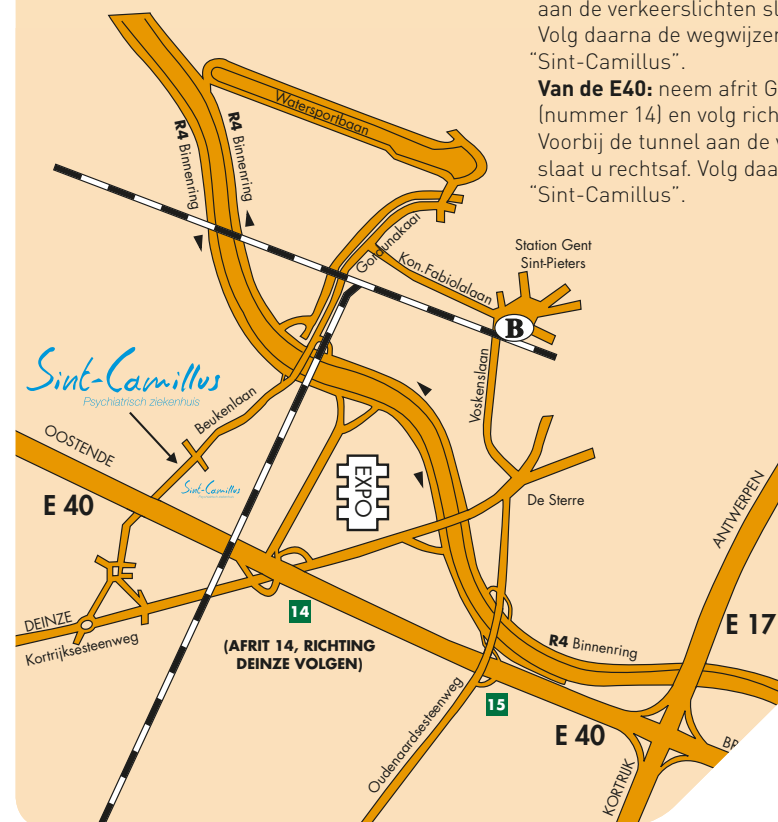 aan de verkeerslichten
Volg daarna de
"Sint-Camillus".
Van de E40: neem afrit
(nummer 14) en volg
Voorbij de tunnel aan de
slaat u rechtsaf. Volg
"Sint-Camillus".
Watersportbaan
R4 Binnenring
R4 Binnenring
Gordunakaai
Kon.Fabiolalaan
Station Gent
Sint-Pieters
B
Voskenslaan
Sint-Camillus
Psychiatrisch ziekenhuis
Beukenlaan
OOSTENDE
E 40
Sint-Camillus
EXPO
De Sterre
ANTWERPEN
E 17
14
(AFRIT 14, RICHTING
DEINZE VOLGEN)
DEINZE
Kortrijksesteenweg
R4 Binnenring
15
Oudenaardsesteenweg
E 40
KORTRIJK